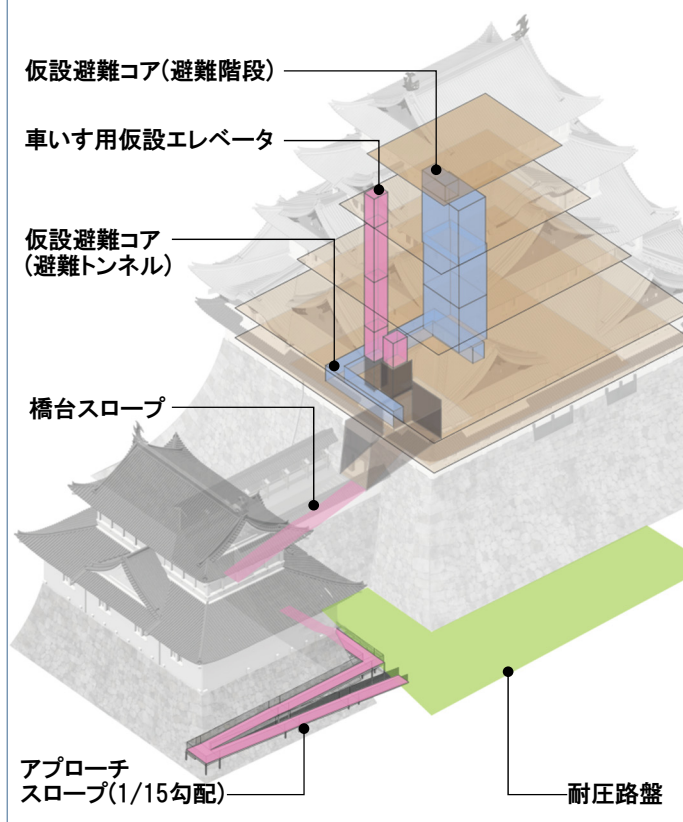 仮設避難コア(避難階段)
車いす用仮設エレベータ
仮設避難コア
(避難トンネル)
橋台スロープ
アプローチ
スロープ(1/15勾配)
耐圧路盤